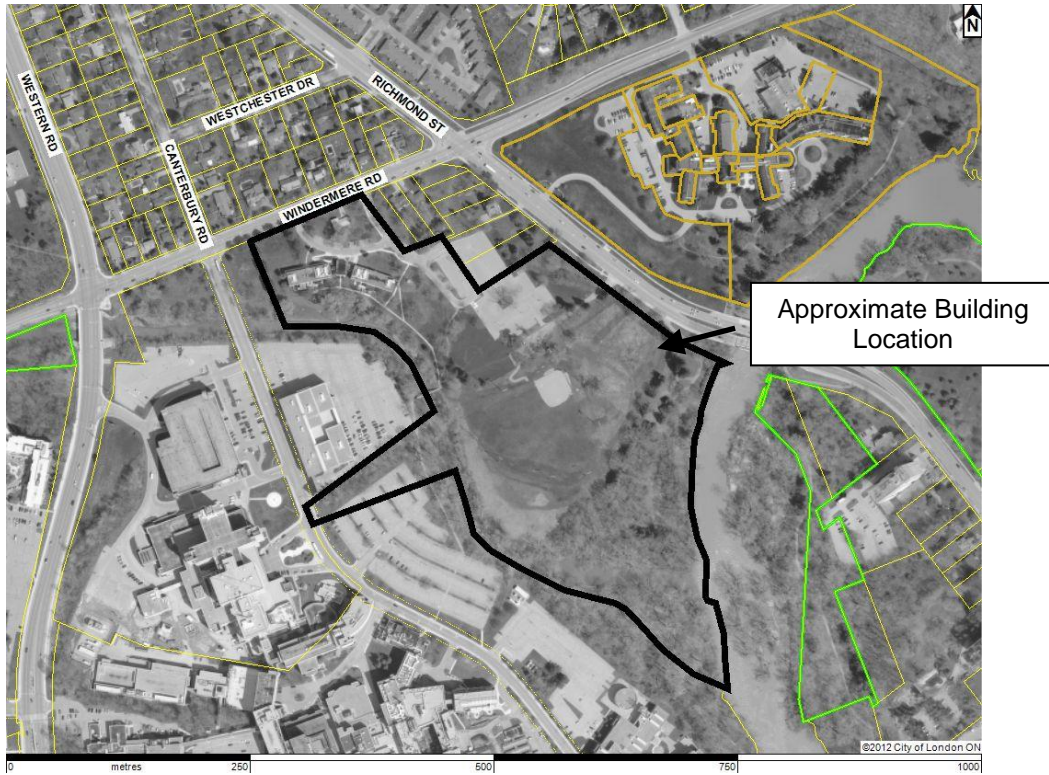 N
WESTERN RD
WESTCHESTER DR
RICHMOND ST
CANTERBURY RD
WINDERMERE RD
Approximate Building
Location
©2012 City of London ON
0 metres 250 500 750 1000